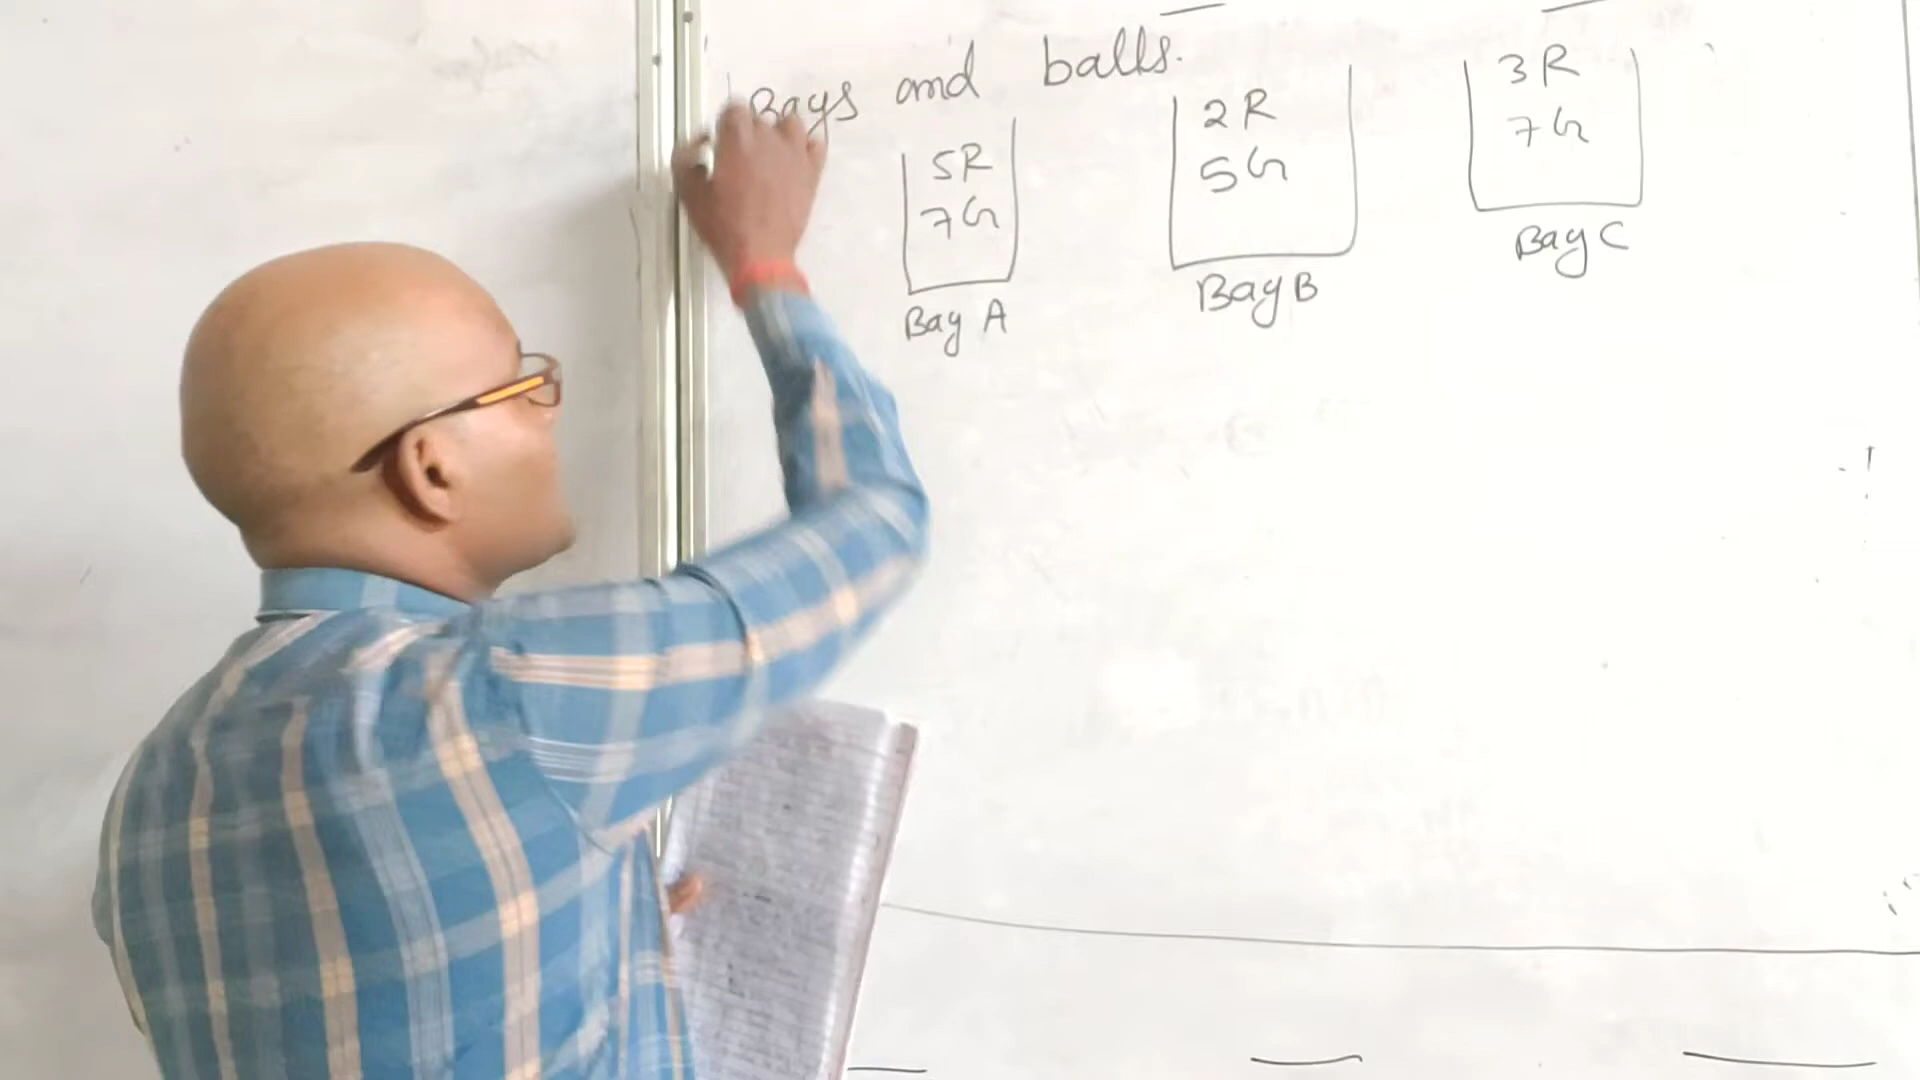 Bags and balls.
5R
7G
Bag A
2R
5G
Bag B
3R
7G
Bag C